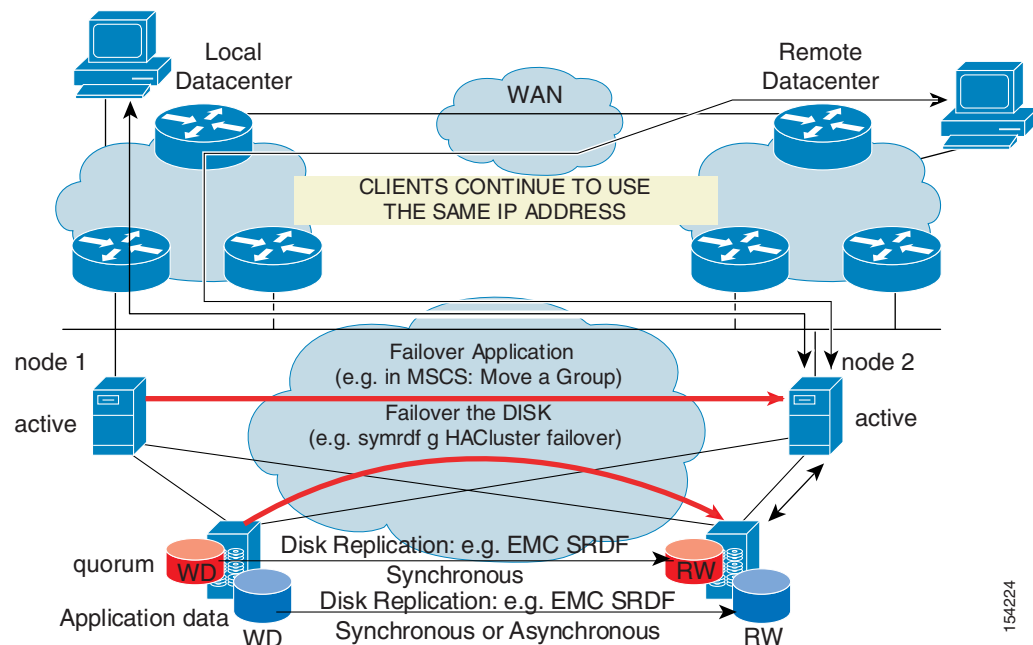 Local
Datacenter
Remote
Datacenter
WAN
CLIENTS CONTINUE TO USE
THE SAME IP ADDRESS
node 1
Failover Application
(e.g. in MSCS: Move a Group)
node 2
active
Failover the DISK
(e.g. symrdf g HACluster failover)
active
quorum
WD
Disk Replication: e.g. EMC SRDF
Synchronous
RW
Application data
WD
Disk Replication: e.g. EMC SRDF
Synchronous or Asynchronous
RW
154224